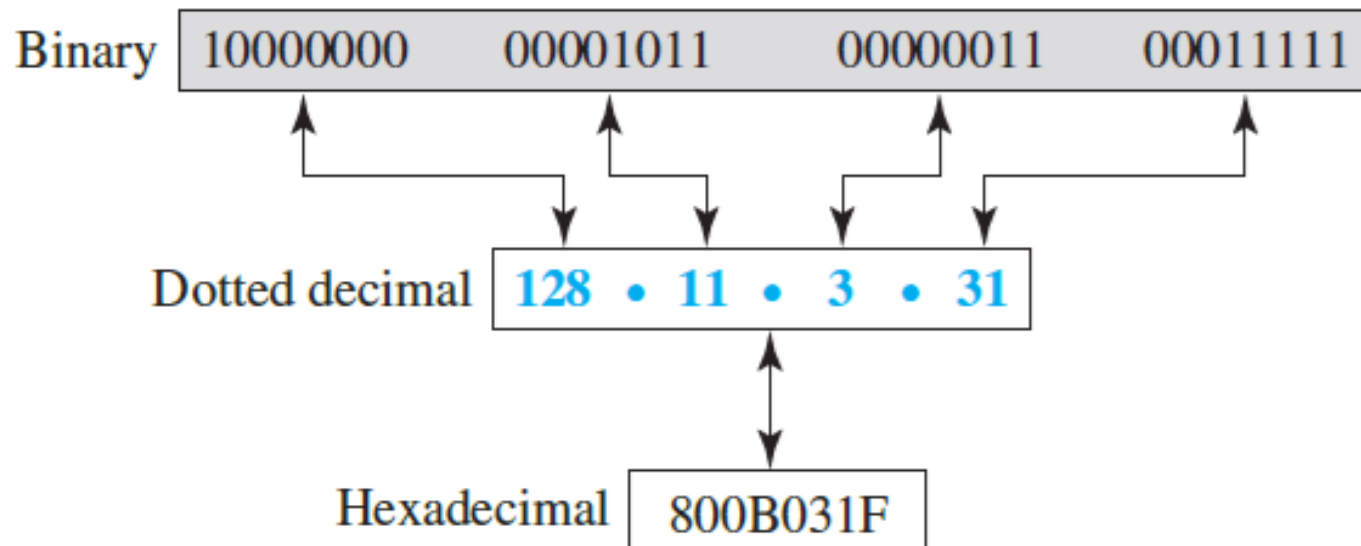 Binary 10000000 00001011 00000011 00011111
Dotted decimal 128 • 11 • 3 • 31
Hexadecimal 800B031F